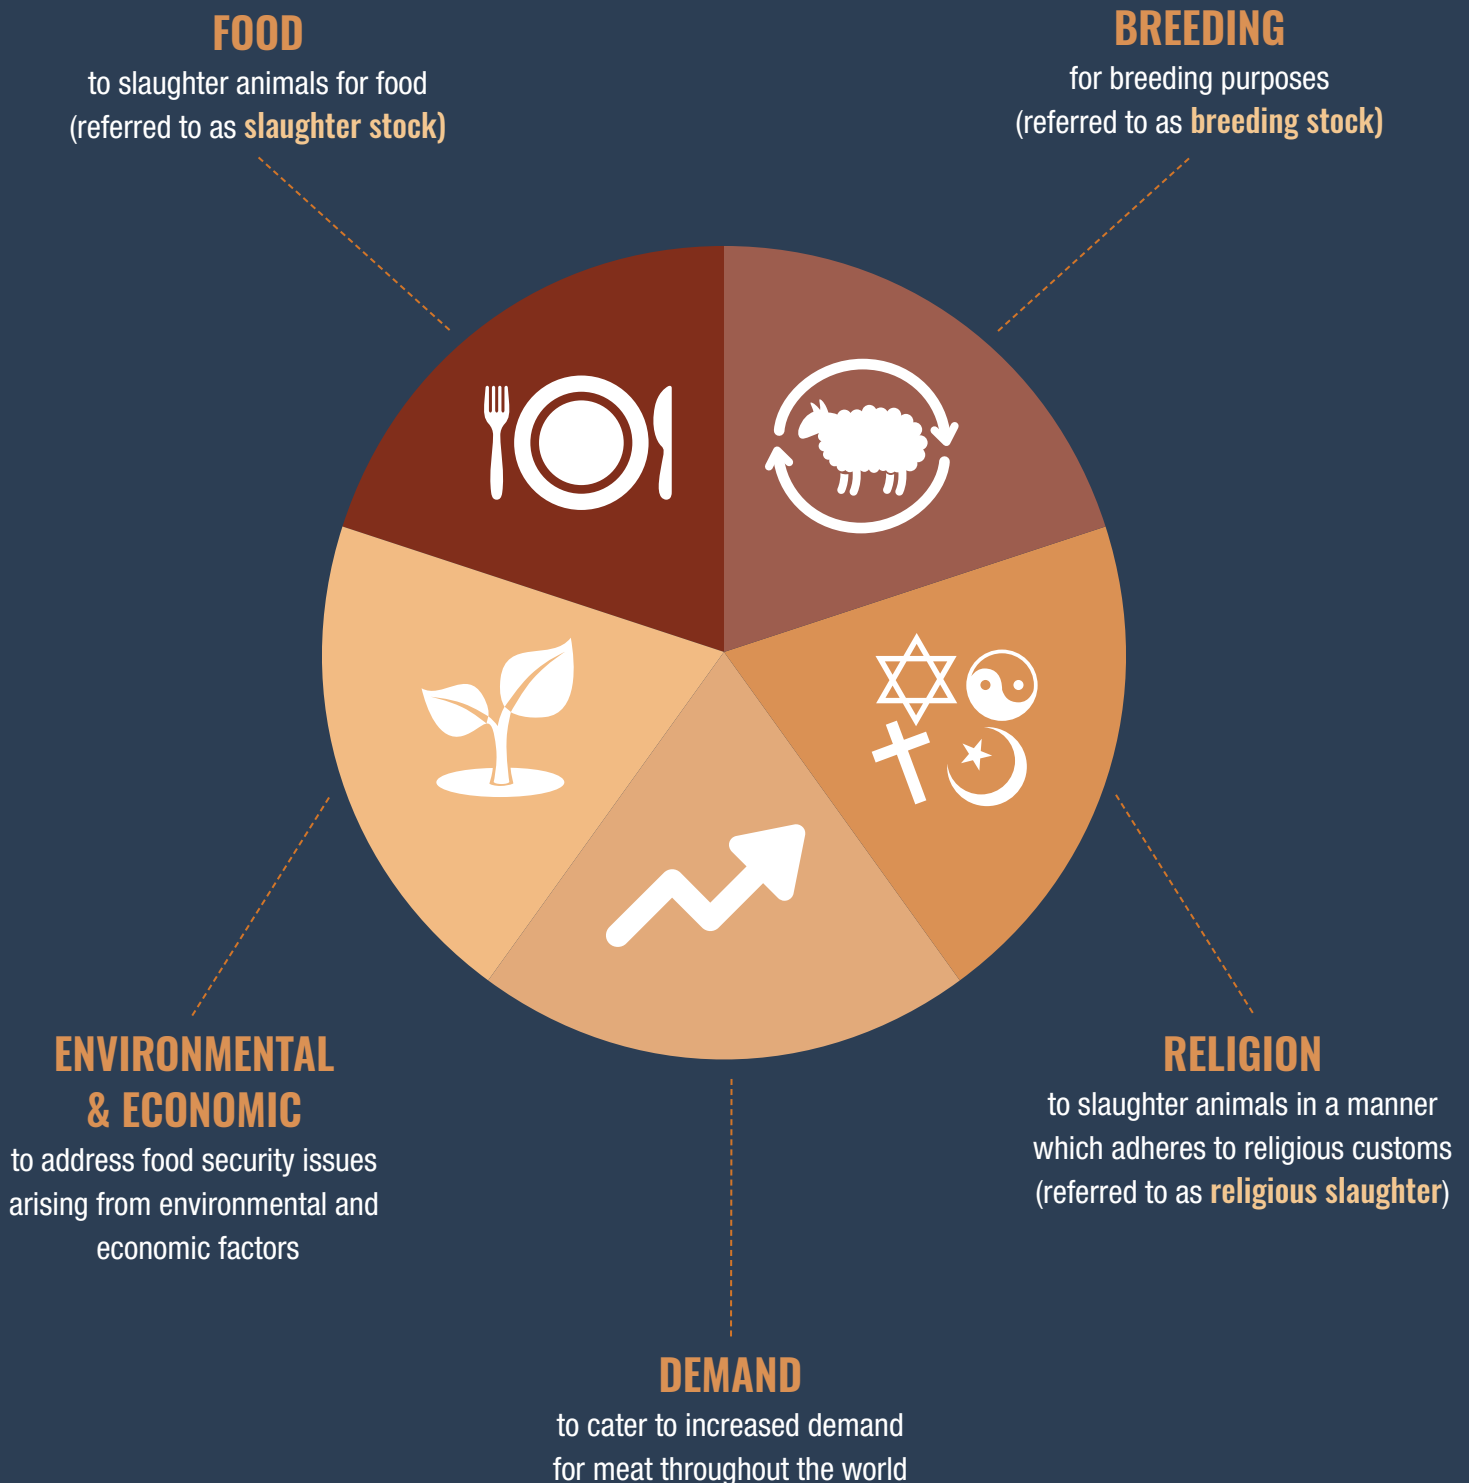 FOOD
to slaughter animals for food
(referred to as slaughter stock)
BREEDING
for breeding purposes
(referred to as breeding stock)
ENVIRONMENTAL
& ECONOMIC
to address food security issues
arising from environmental and
economic factors
RELIGION
to slaughter animals in a manner
which adheres to religious customs
(referred to as religious slaughter)
DEMAND
to cater to increased demand
for meat throughout the world